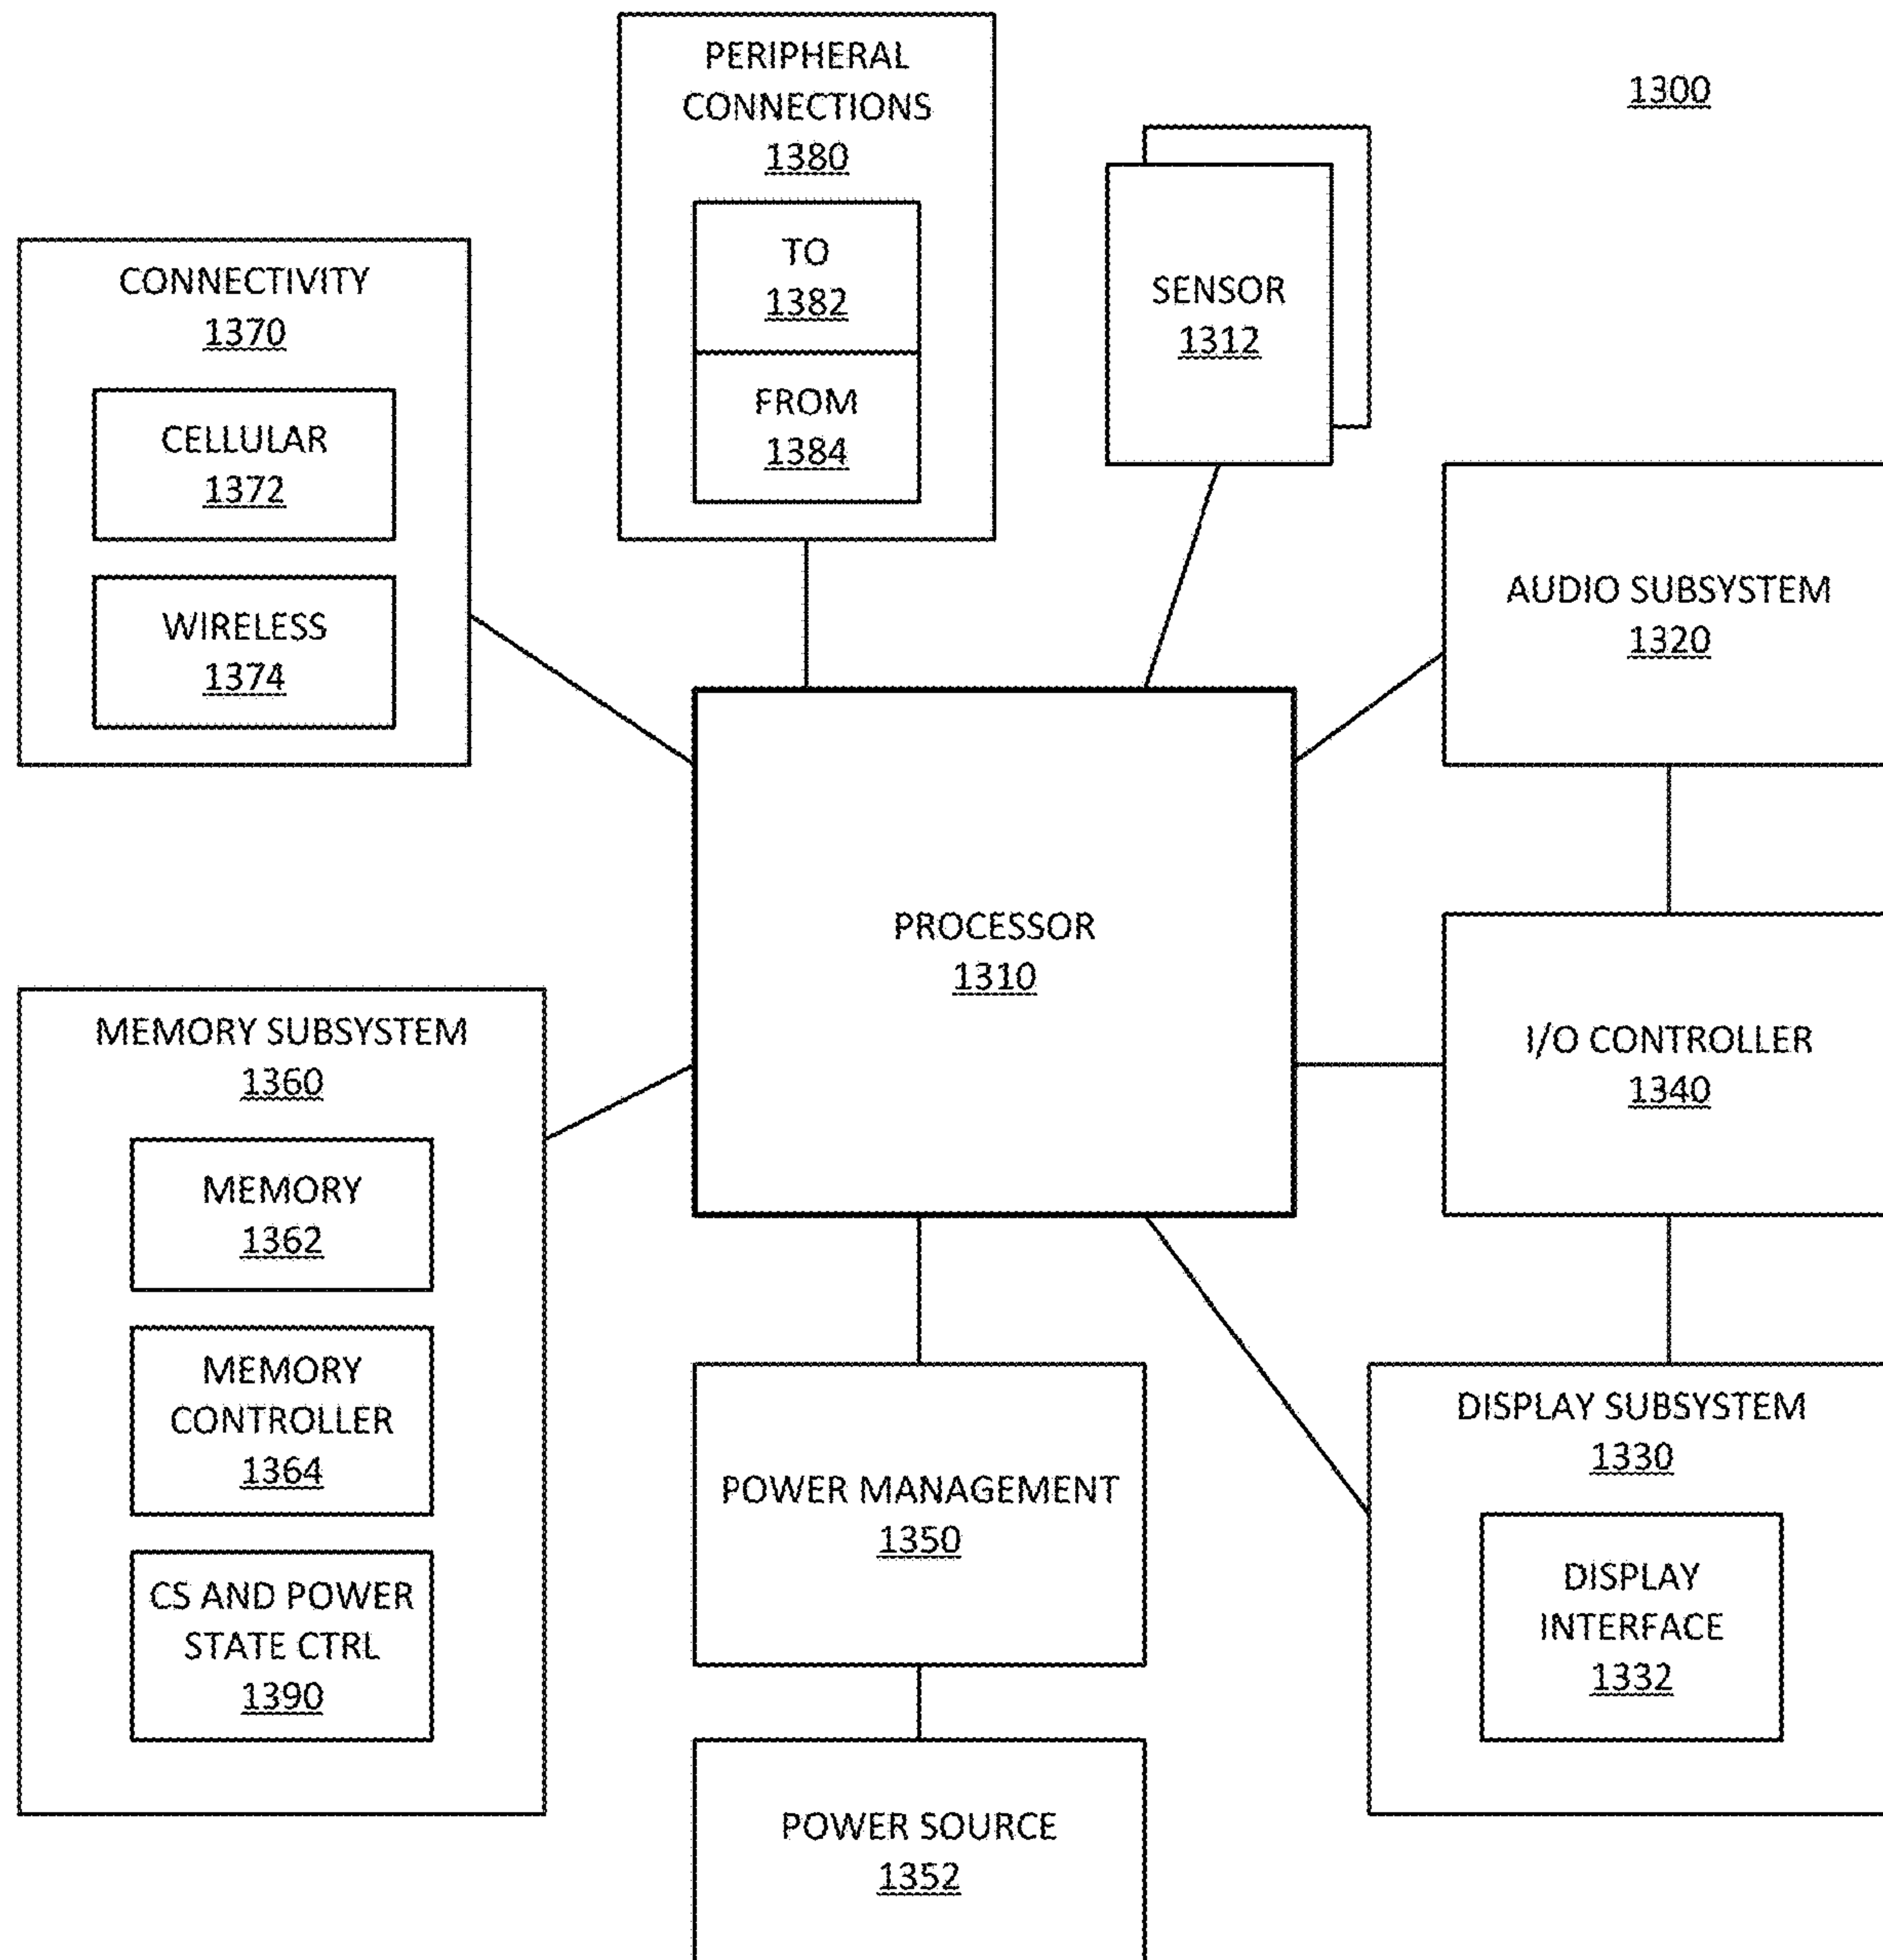 PERIPHERAL
CONNECTIONS
1380
TO
1382
FROM
1384
1300
SENSOR
1312
CONNECTIVITY
1370
CELLULAR
1372
WIRELESS
1374
AUDIO SUBSYSTEM
1320
PROCESSOR
1310
I/O CONTROLLER
1340
MEMORY SUBSYSTEM
1360
MEMORY
1362
MEMORY
CONTROLLER
1364
CS AND POWER
STATE CTRL
1390
POWER MANAGEMENT
1350
POWER SOURCE
1352
DISPLAY SUBSYSTEM
1330
DISPLAY
INTERFACE
1332